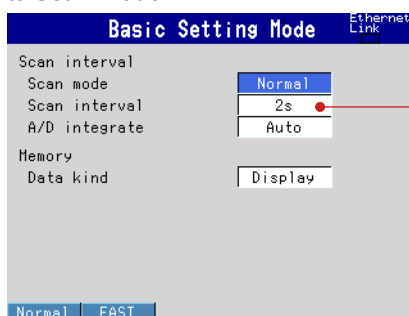 Basic Setting Mode
Ethernet
Link
Scan interval
Scan mode Normal
Scan interval 2s
A/D integrate Auto
Memory
Data kind Display
Normal FAST